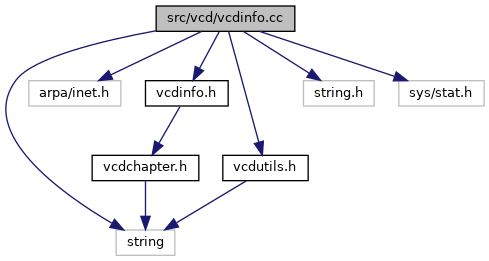 src/vcd/vcdinfo.cc
arpa/inet.h
vcdinfo.h
string.h
sys/stat.h
vcdchapter.h
vcdutils.h
string